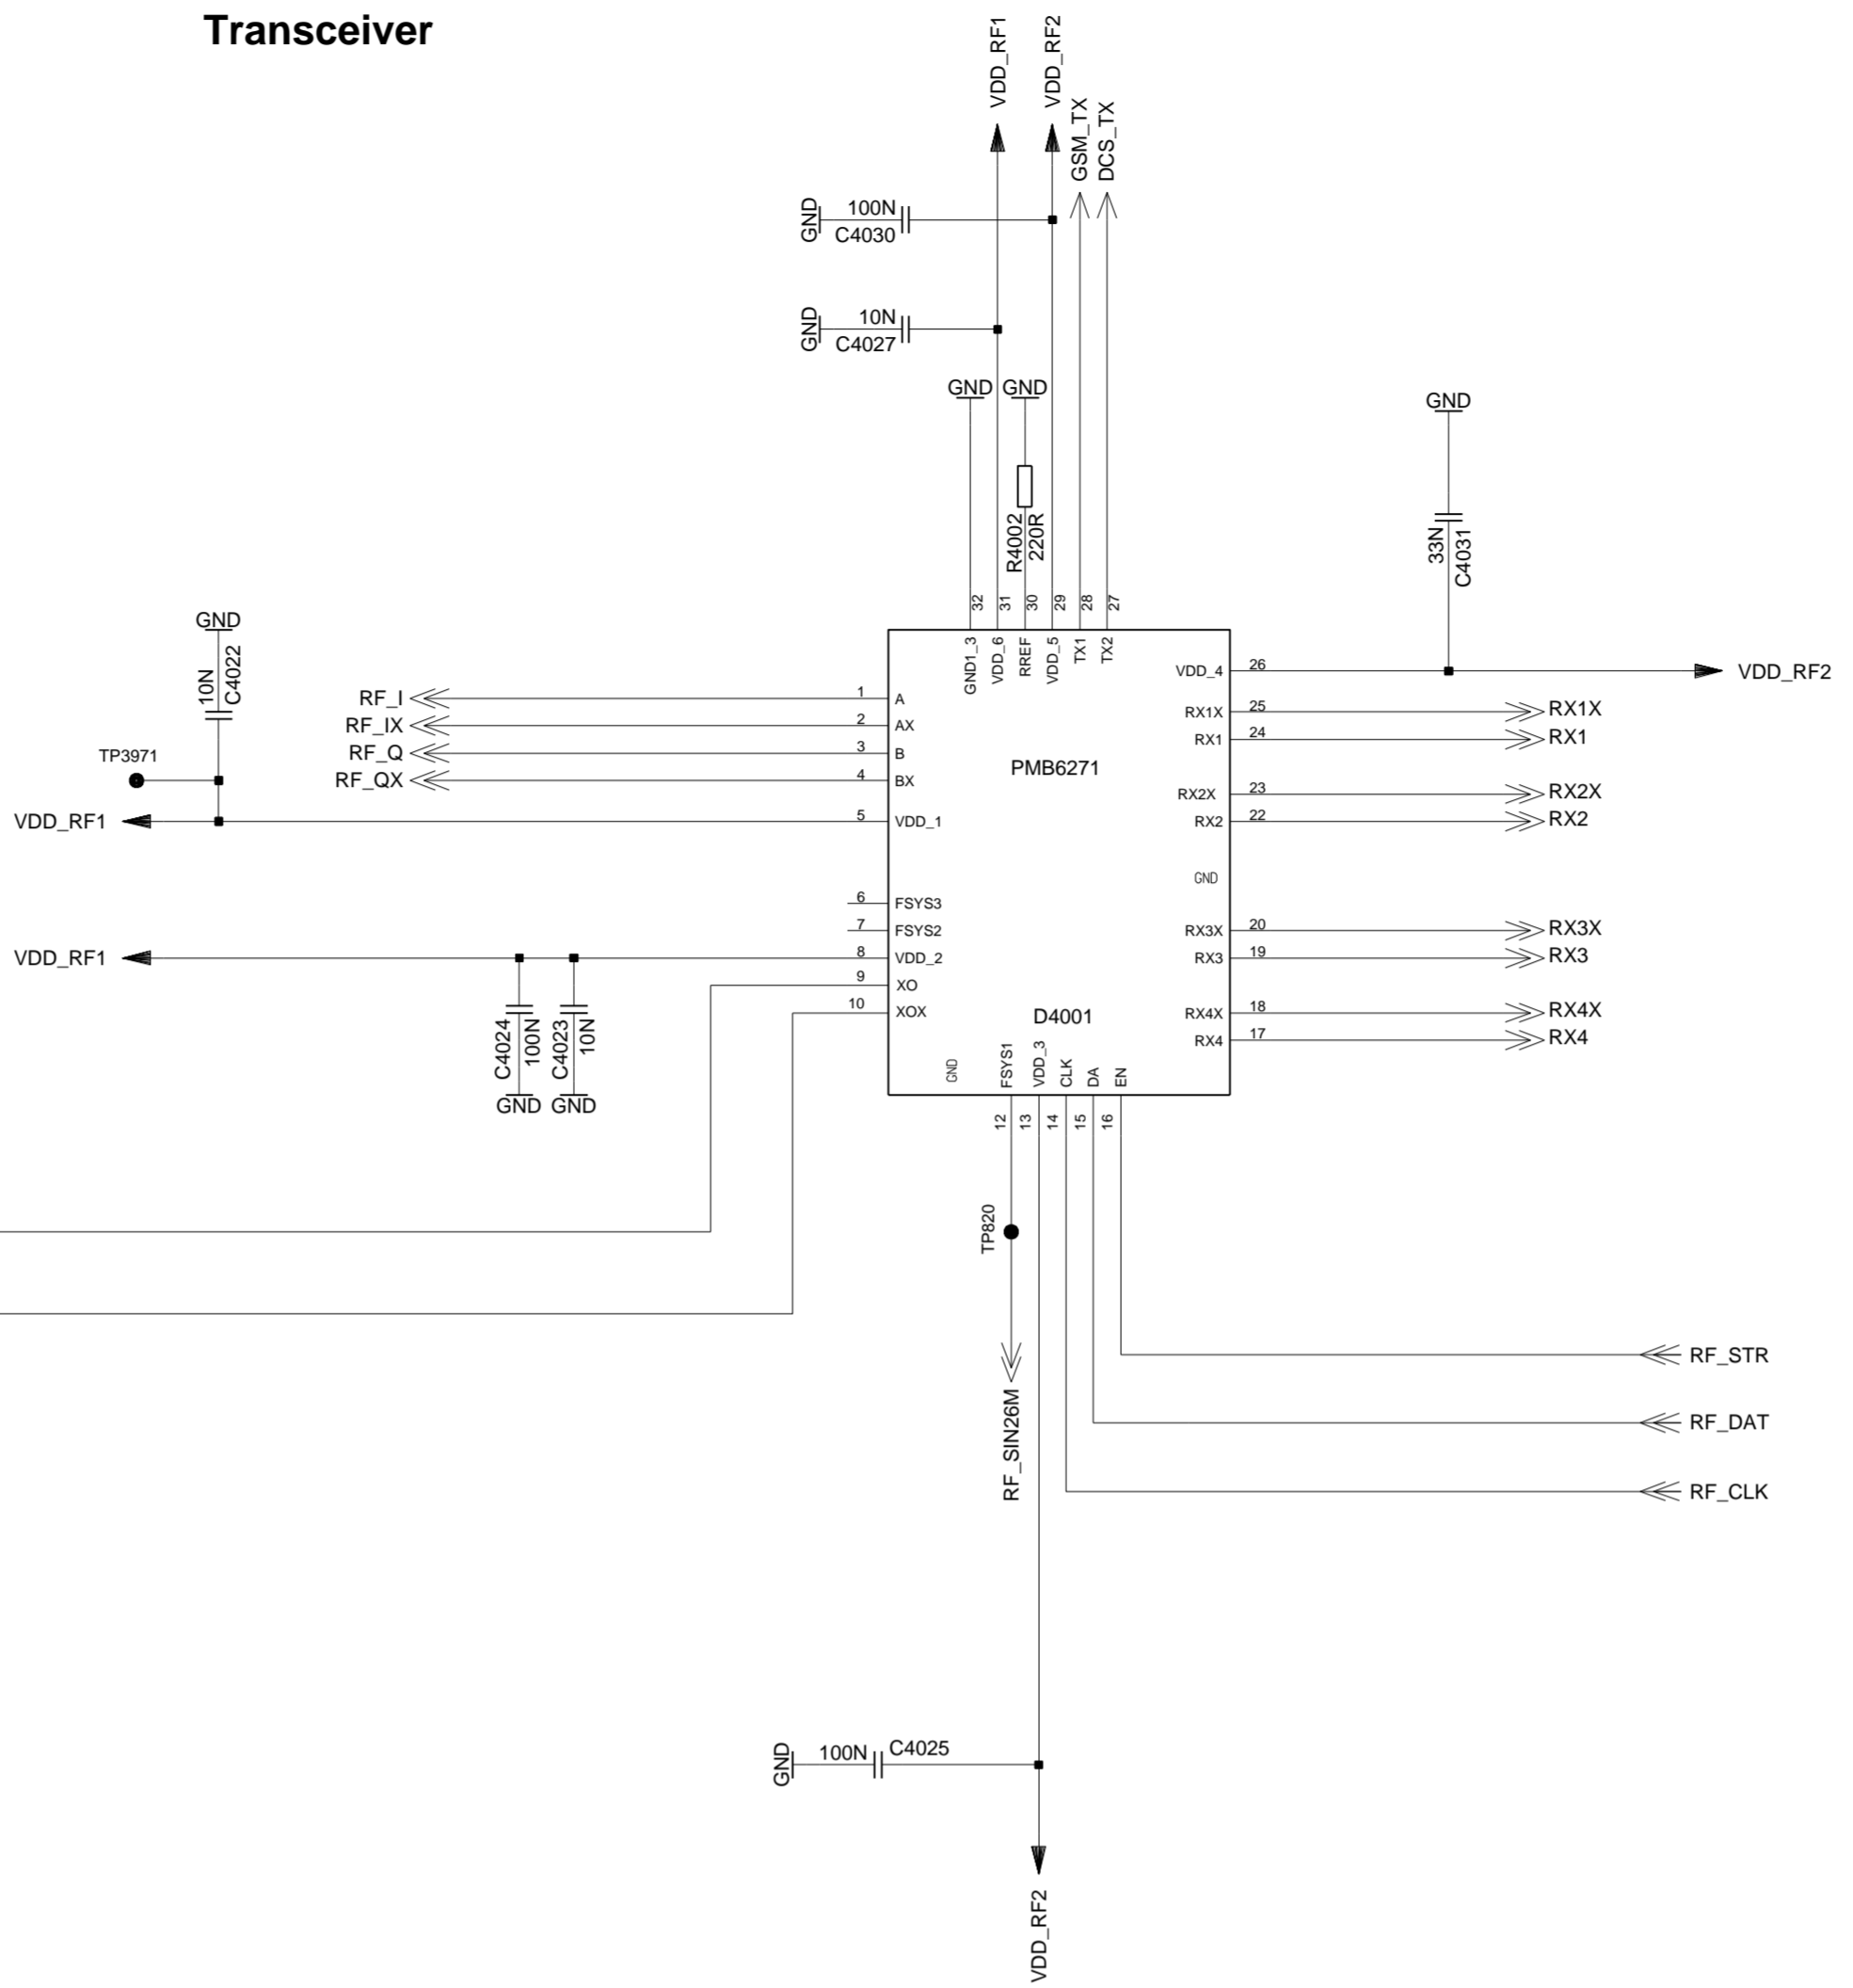 Transceiver
VDD_RF1
VDD_RF2
GSM_TX
DCS_TX
GND
100N
C4030
GND
10N
C4027
GND
GND
R4002
220R
GND
33N
C4031
32
31
30
29
28
27
GND
10N
C4022
GND1_3
VDD_6
RREF
VDD_5
TX1
TX2
RF_I
1
A
RF_IX
2
AX
RF_Q
3
B
RF_QX
4
BX
TP3971
VDD_RF1
5
VDD_1
6
FSYS3
7
FSYS2
VDD_RF1
8
VDD_2
9
XO
10
XOX
C4024
100N
C4023
10N
GND
GND
PMB6271
D4001
VDD_4
26
VDD_RF2
RX1X
25
RX1X
RX1
24
RX1
RX2X
23
RX2X
RX2
22
RX2
GND
RX3X
20
RX3X
RX3
19
RX3
RX4X
18
RX4X
RX4
17
RX4
GND
FSYS1
VDD_3
CLK
DA
EN
12
13
14
15
16
TP820
RF_SIN26M
RF_STR
RF_DAT
RF_CLK
GND
100N
C4025
VDD_RF2